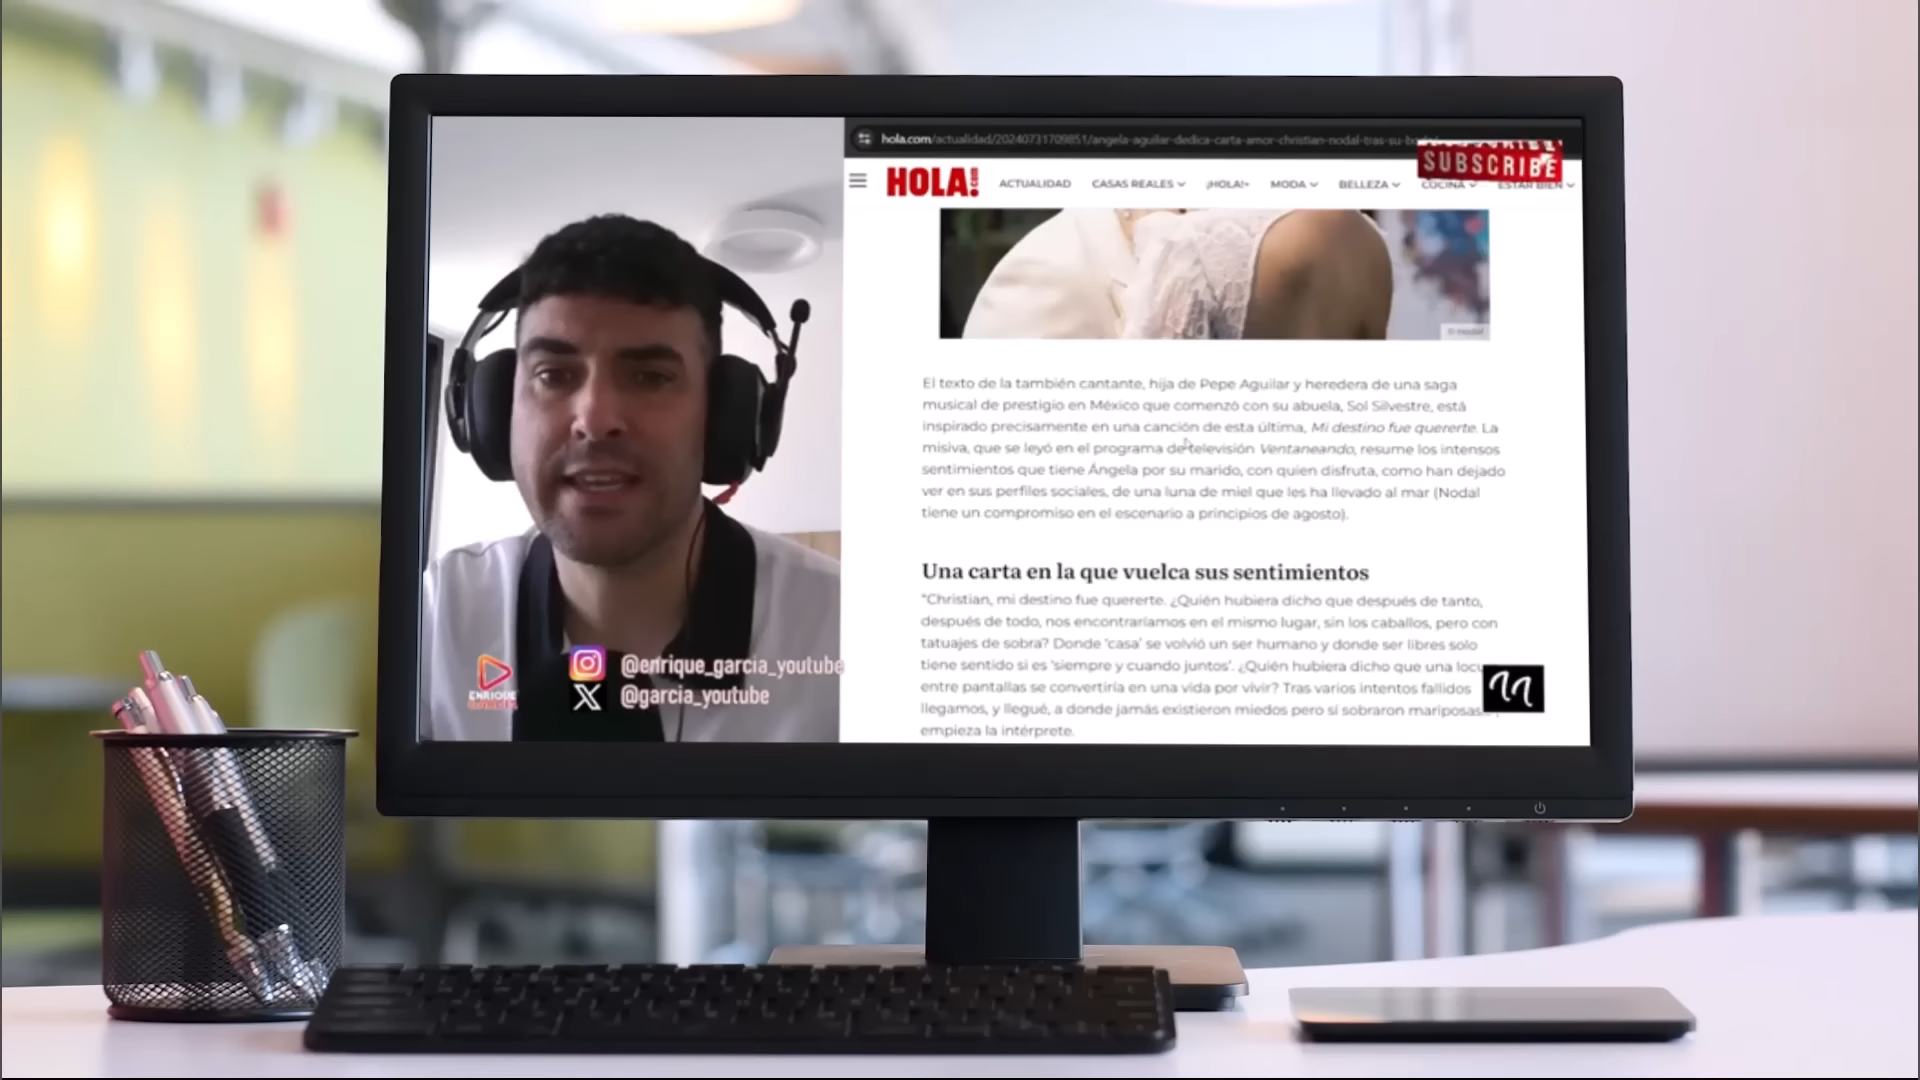 hola.com/actualidad/20240731709851/angela-aguilar-dedica-carta-amor-christian-nodal-tras-su-bo
SUBSCRIBE
HOLA!.com
ACTUALIDAD CASAS REALES ¡HOLA!+ MODA BELLEZA COCINA ESTAR BIEN
© nodal
El texto de la también cantante, hija de Pepe Aguilar y heredera de una saga
musical de prestigio en México que comenzó con su abuela, Sol Silvestre, está
inspirado precisamente en una canción de esta última, Mi destino fue quererte. La
misiva, que se leyó en el programa de televisión Ventaneando, resume los intensos
sentimientos que tiene Ángela por su marido, con quien disfruta, como han dejado
ver en sus perfiles sociales, de una luna de miel que les ha llevado al mar (Nodal
tiene un compromiso en el escenario a principios de agosto).
Una carta en la que vuelca sus sentimientos
"Christian, mi destino fue quererte. ¿Quién hubiera dicho que después de tanto,
después de todo, nos encontraríamos en el mismo lugar, sin los caballos, pero con
tatuajes de sobra? Donde 'casa' se volvió un ser humano y donde ser libres solo
tiene sentido si es 'siempre y cuando juntos'. ¿Quién hubiera dicho que una locu
entre pantallas se convertiría en una vida por vivir? Tras varios intentos fallidos
llegamos, y llegué, a donde jamás existieron miedos pero sí sobraron mariposas...
empieza la intérprete.
ENRIQUE
@enrique_garcia_youtube
@garcia_youtube